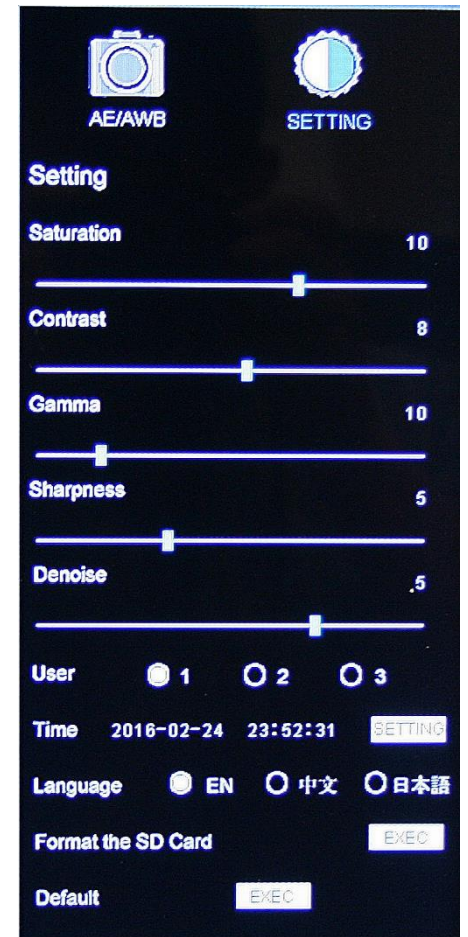 AE/AWB SETTING
Setting
Saturation 10
Contrast 8
Gamma 10
Sharpness 5
Denoise .5
User 1 2 3
Time 2016-02-24 23:52:31 SETTING
Language EN 中文 日本語
Format the SD Card EXEC
Default EXEC